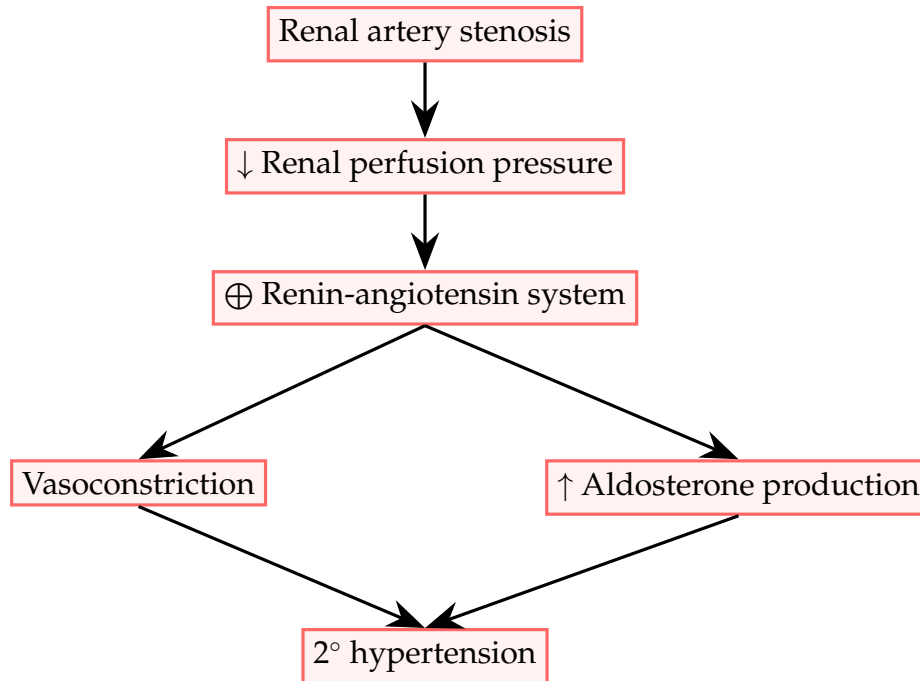 Renal artery stenosis
↓ Renal perfusion pressure
⊕ Renin-angiotensin system
Vasoconstriction
↑ Aldosterone production
2° hypertension